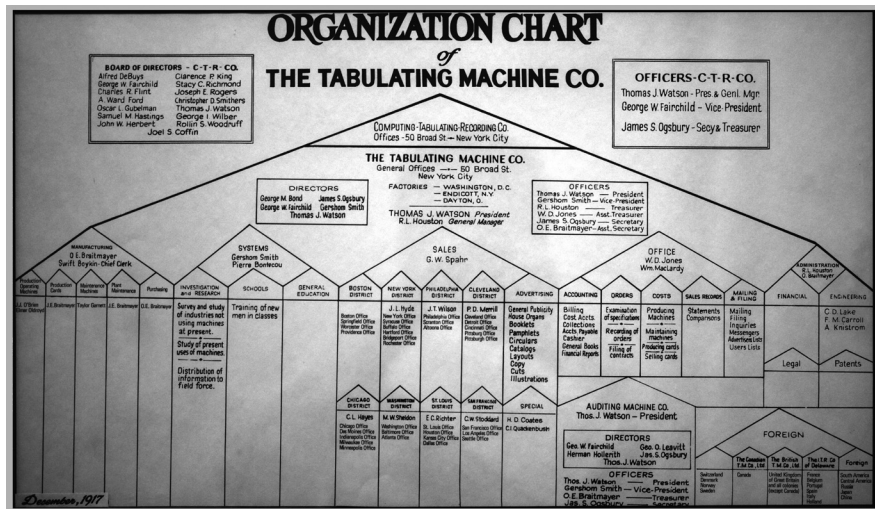 ORGANIZATION CHART
of
THE TABULATING MACHINE CO.
BOARD OF DIRECTORS - C-T-R-CO.
Alfred DeBuys Clarence P. King
George W. Fairchild Stacy C. Richmond
Charles R. Flint Joseph E. Rogers
A. Ward Ford Christopher D. Smithers
Oscar L. Gubelman Thomas J. Watson
Samuel M. Hastings George I. Wilber
John W. Herbert Rollin S. Woodruff
Joel S Coffin
OFFICERS-C-T-R-CO.
Thomas J. Watson - Pres & Genl. Mgr.
George W. Fairchild - Vice-President
James S. Ogsbury - Secy & Treasurer
COMPUTING-TABULATING-RECORDING CO.
Offices - 50 Broad St. - New York City
THE TABULATING MACHINE CO.
General Offices — 50 Broad St.
New York City
FACTORIES — WASHINGTON, D.C.
— ENDICOTT, N.Y
— DAYTON, O.
THOMAS J. WATSON President
R.L. Houston General Manager
DIRECTORS
George M. Bond James S. Ogsbury
George W. Fairchild Gershom Smith
Thomas J. Watson
OFFICERS
Thomas J. Watson — President
Gershom Smith — Vice-President
R.L. Houston — Treasurer
W.D. Jones — Asst. Treasurer
James S. Ogsbury — Secretary
O.E. Braitmayer — Asst. Secretary
MANUFACTURING
O.E. Braitmayer
Swift Boykin - Chief Clerk
SYSTEMS
Gershom Smith
Pierre Bontecou
SALES
G.W. Spahr
OFFICE
W.D. Jones
Wm. MacLardy
ADMINISTRATION
R.L. Houston
O. Braitmayer
Production
Operating
Machines
Production
Cards
Maintenance
Machines
Plant
Maintenance
Purchasing
J.E. Braitmayer
O.E. Braitmayer
INVESTIGATION
and RESEARCH
Survey and study
of industries not
using machines
at present.
Study of present
uses of machines.
Distribution of
information to
field force.
SCHOOLS
Training of new
men in classes
GENERAL
EDUCATION
BOSTON
DISTRICT
Boston Office
Springfield Office
Worcester Office
Providence Office
NEW YORK
DISTRICT
J.L. Hyde
New York Office
Syracuse Office
Buffalo Office
Hartford Office
Bridgeport Office
Rochester Office
PHILADELPHIA
DISTRICT
J.T. Wilson
Philadelphia Office
Scranton Office
Altoona Office
CLEVELAND
DISTRICT
P.D. Merrill
Cleveland Office
Detroit Office
Cincinnati Office
Pittsburg Office
ADVERTISING
General Publicity
House Organs
Booklets
Pamphlets
Circulars
Catalogs
Layouts
Copy
Cuts
Illustrations
ACCOUNTING
Billing
Cost Accts.
Collections
Accts. Payable
Cashier
General Books
Financial Reports
ORDERS
Examination
of specifications
Recording of
orders
Filing of
contracts
COSTS
Producing
Machines
Maintaining
machines
Producing cards
Selling cards
SALES RECORDS
Statements
Comparisons
MAILING
& FILING
Mailing
Filing
Inquiries
Messengers
Advertisers Lists
Users Lists
FINANCIAL
ENGINEERING
C.D. Lake
F.M. Carroll
A. Knistrom
Legal
Patents
CHICAGO
DISTRICT
C.L. Hayes
Chicago Office
Des Moines Office
Indianapolis Office
Milwaukee Office
Minneapolis Office
WASHINGTON
DISTRICT
M.W. Sheldon
Washington Office
Baltimore Office
Atlanta Office
ST. LOUIS
DISTRICT
E.C. Richter
St. Louis Office
Houston Office
Kansas City Office
Dallas Office
SAN FRANCISCO
DISTRICT
C.W. Stoddard
San Francisco Office
Los Angeles Office
Seattle Office
SPECIAL
H.D. Coates
C.I. Quackenbush
AUDITING MACHINE CO.
Thos. J. Watson - President
DIRECTORS
Geo. W. Fairchild Geo. O. Leavitt
Herman Hollerith Jas. S. Ogsbury
Thos. J. Watson
OFFICERS
Thos. J. Watson — President
Gershom Smith — Vice-President
O.E. Braitmayer — Treasurer
Jas. S. Ogsbury — Secretary
FOREIGN
Switzerland
Denmark
Norway
Sweden
The Canadian
T.M Co., Ltd
Canada
The British
T.M. Co., Ltd
United Kingdom
of Great Britain
and all colonies
(except Canada)
The I.T.R. Co
of Delaware
France
Belgium
Portugal
Spain
Italy
Holland
Foreign
South America
Central America
Russia
Japan
China
December, 1917